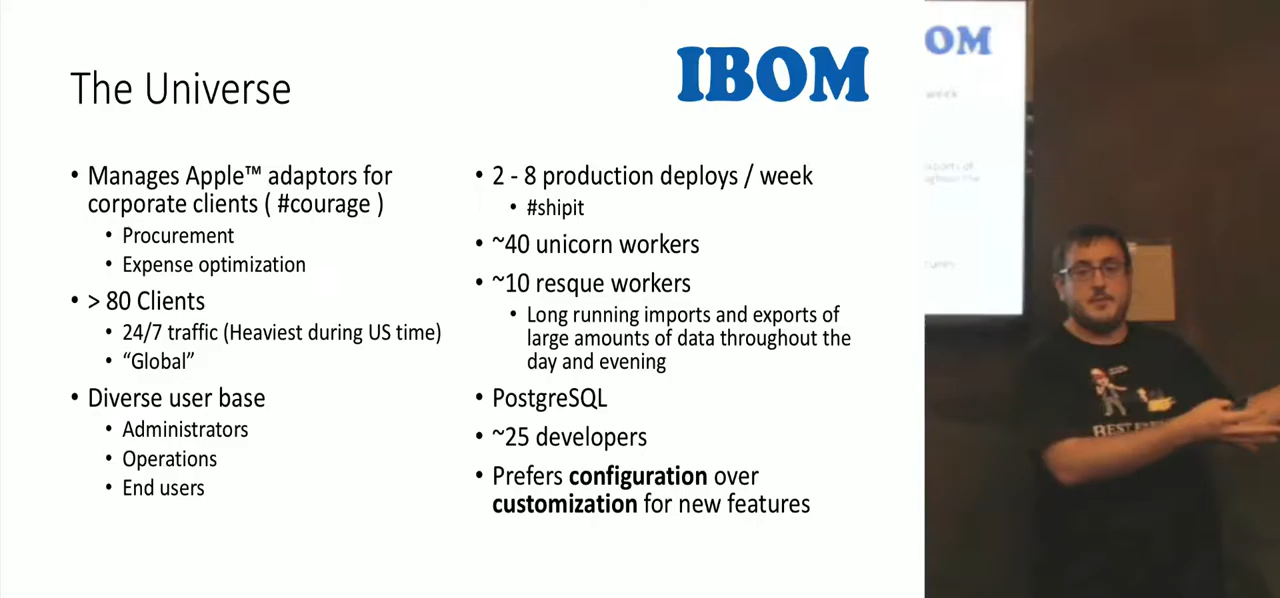 The Universe
IBOM
• Manages Apple™ adaptors for
corporate clients ( #courage )
• Procurement
• Expense optimization
• > 80 Clients
• 24/7 traffic (Heaviest during US time)
• “Global”
• Diverse user base
• Administrators
• Operations
• End users
• 2 - 8 production deploys / week
• #shipit
• ~40 unicorn workers
• ~10 resque workers
• Long running imports and exports of
large amounts of data throughout the
day and evening
• PostgreSQL
• ~25 developers
• Prefers configuration over
customization for new features
OM
week